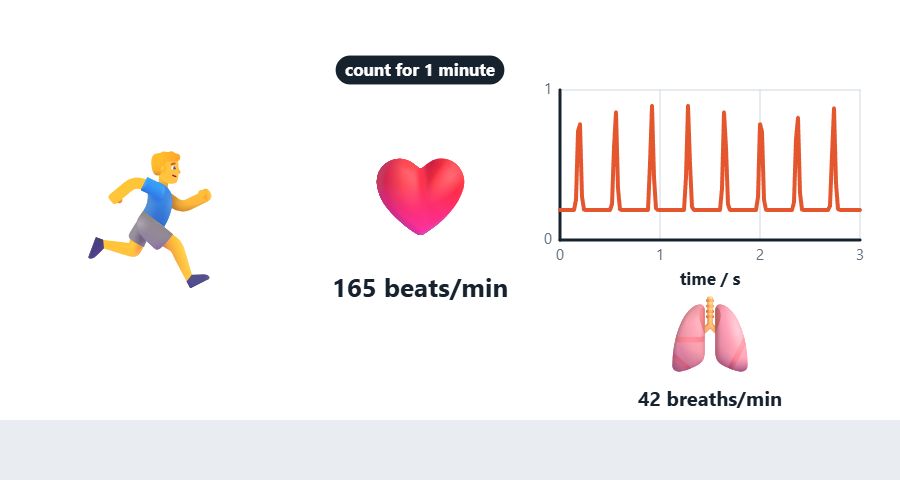 count for 1 minute
165 beats/min
1
0
0 1 2 3
time / s
42 breaths/min